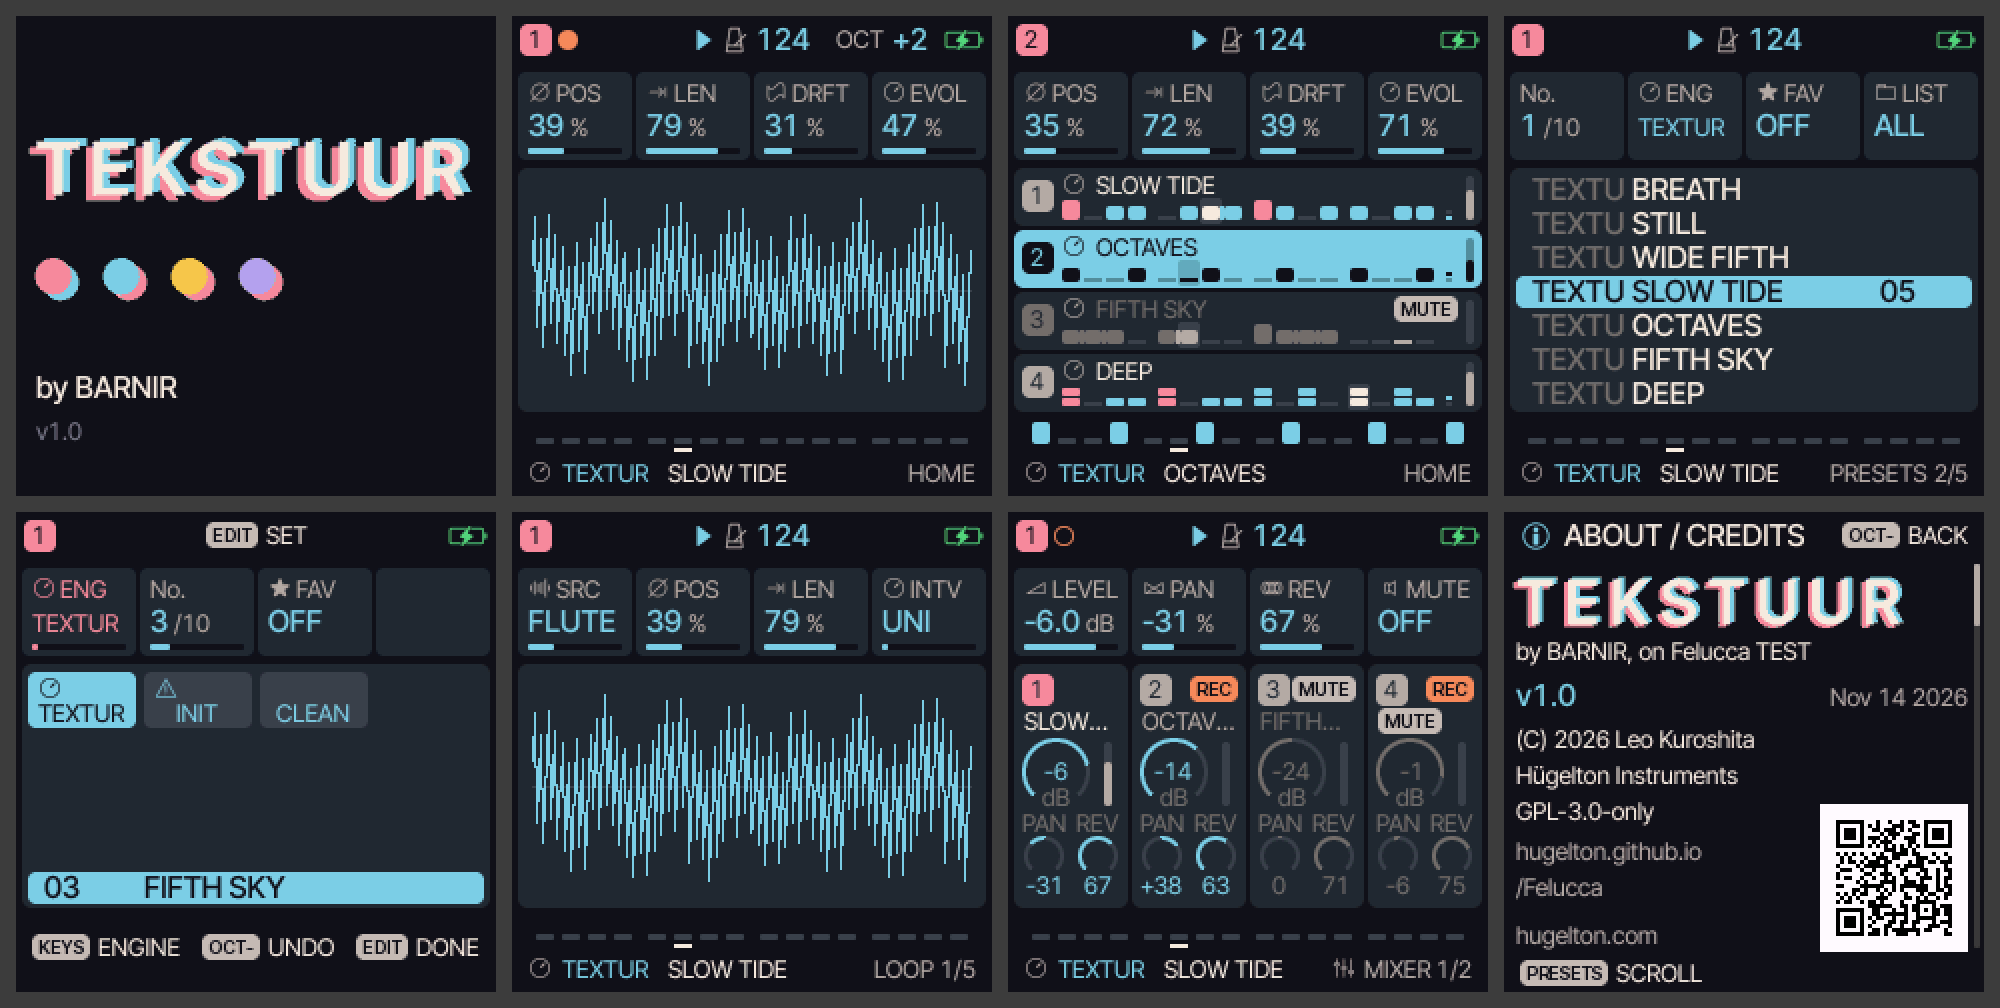 TEKSTUUR
by BARNIR
v1.0
1 124 OCT +2
POS LEN DRFT EVOL
39 % 79 % 31 % 47 %
TEXTUR SLOW TIDE HOME
2 124
POS LEN DRFT EVOL
35 % 72 % 39 % 71 %
1 SLOW TIDE
2 OCTAVES
3 FIFTH SKY MUTE
4 DEEP
TEXTUR OCTAVES HOME
1 124
No. ENG FAV LIST
1 /10 TEXTUR OFF ALL
TEXTU BREATH
TEXTU STILL
TEXTU WIDE FIFTH
TEXTU SLOW TIDE 05
TEXTU OCTAVES
TEXTU FIFTH SKY
TEXTU DEEP
TEXTUR SLOW TIDE PRESETS 2/5
1 EDIT SET
ENG No. FAV
TEXTUR 3 /10 OFF
TEXTUR INIT CLEAN
03 FIFTH SKY
KEYS ENGINE OCT- UNDO EDIT DONE
1 124
SRC POS LEN INTV
FLUTE 39 % 79 % UNI
TEXTUR SLOW TIDE LOOP 1/5
1 124
LEVEL PAN REV MUTE
-6.0 dB -31 % 67 % OFF
1 2 REC 3 MUTE 4 REC
SLOW... OCTAV... FIFTH... MUTE
-6 -14 -24 -1
dB dB dB dB
PAN REV PAN REV PAN REV PAN REV
-31 67 +38 63 0 71 -6 75
TEXTUR SLOW TIDE MIXER 1/2
ABOUT / CREDITS OCT- BACK
TEKSTUUR
by BARNIR, on Felucca TEST
v1.0 Nov 14 2026
(C) 2026 Leo Kuroshita
Hügelton Instruments
GPL-3.0-only
hugelton.github.io
/Felucca
hugelton.com
PRESETS SCROLL